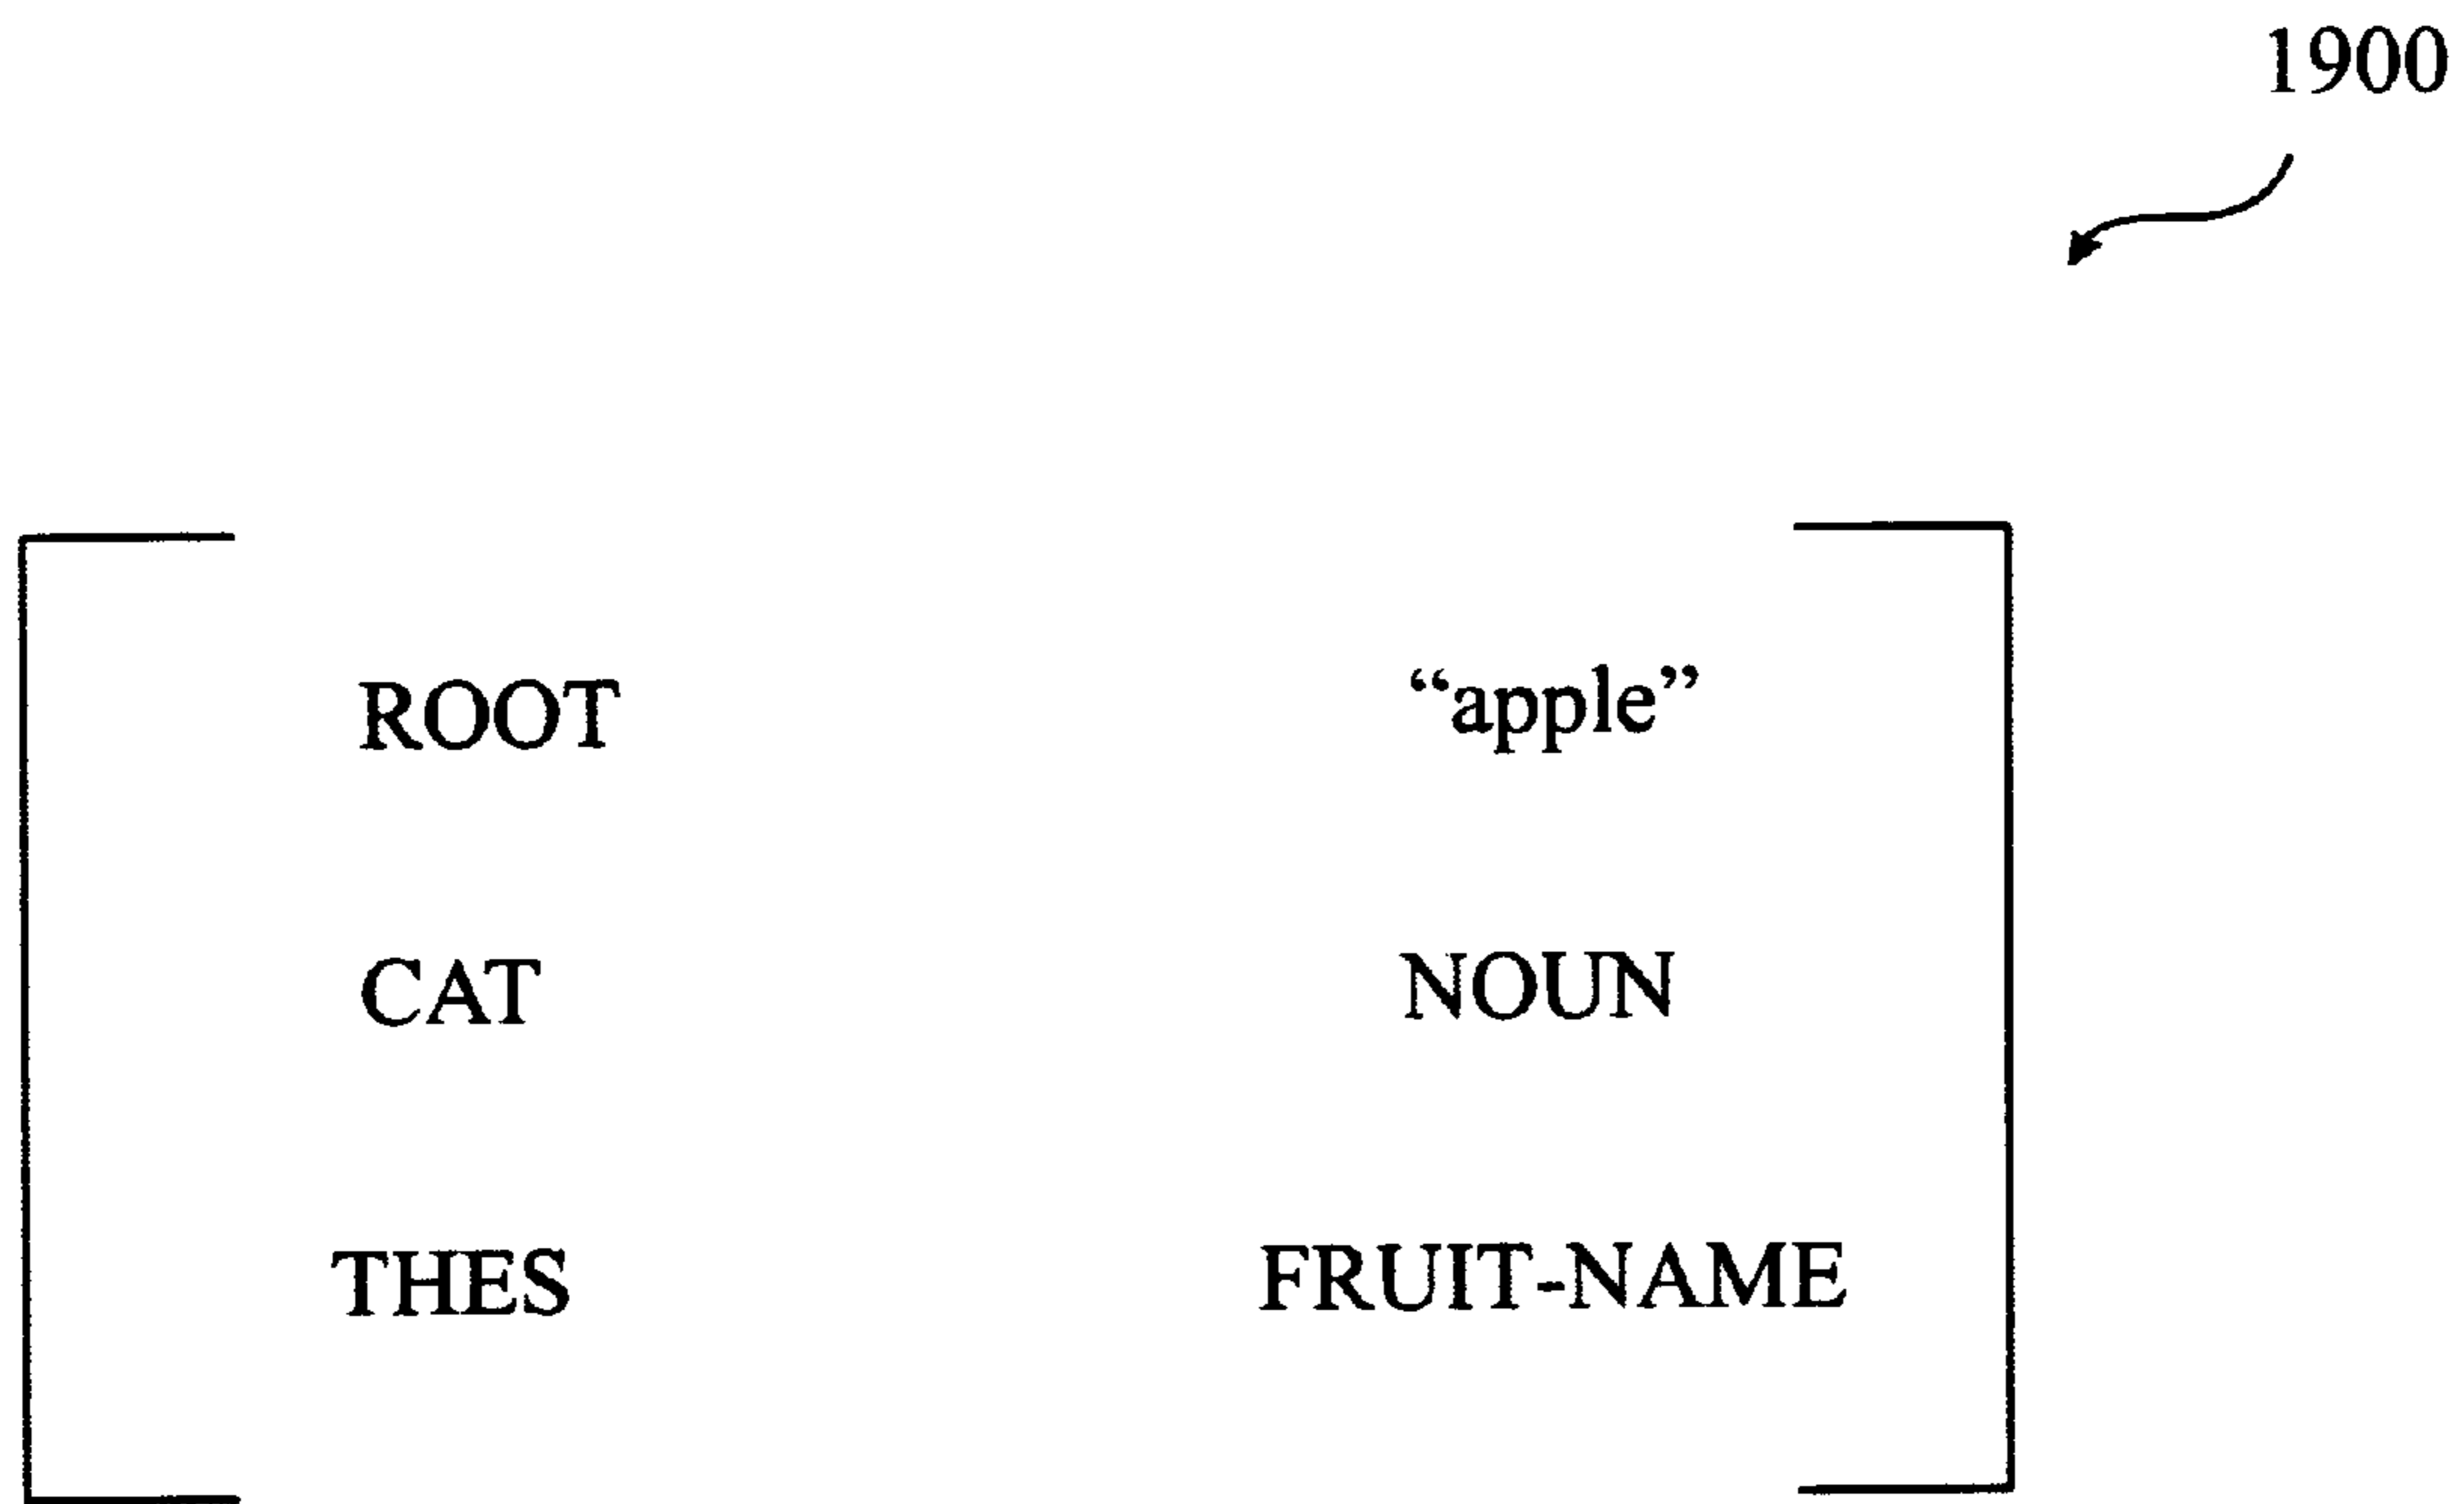 1900
ROOT “apple”
CAT NOUN
THES FRUIT-NAME